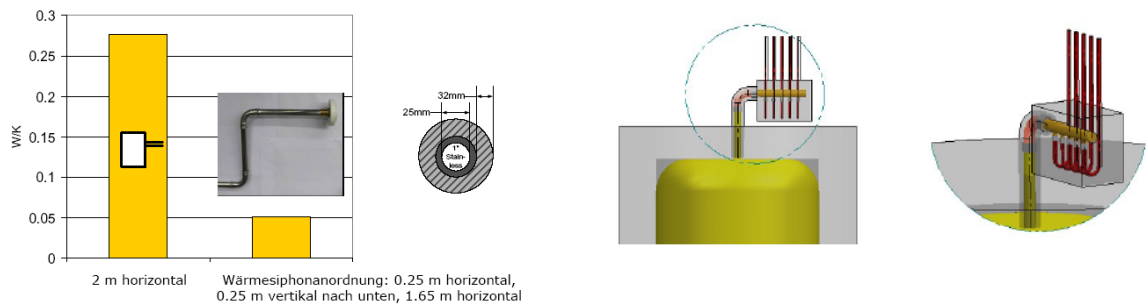 0.3
0.25
0.2
0.15
0.1
0.05
0
W/K
2 m horizontal
Wärmesiphonanordnung: 0.25 m horizontal,
0.25 m vertikal nach unten, 1.65 m horizontal
32mm
25mm
1"
Stain-
less